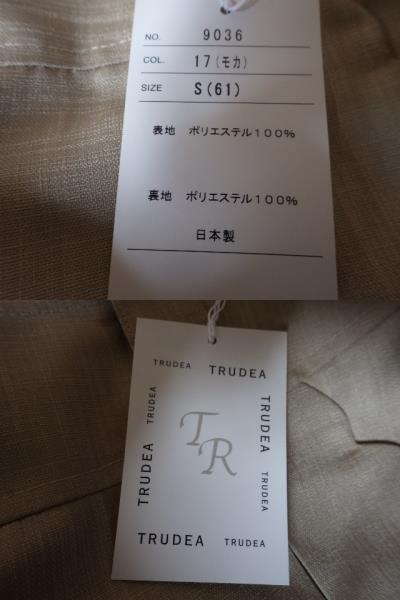 NO. 9036
COL. 17(モカ)
SIZE S(61)
表地 ポリエステル100%
裏地 ポリエステル100%
日本製
TRUDEA TRUDEA
TRUDEA
TRUDEA
TR
TRUDEA
TRUDEA
TRUDEA TRUDEA